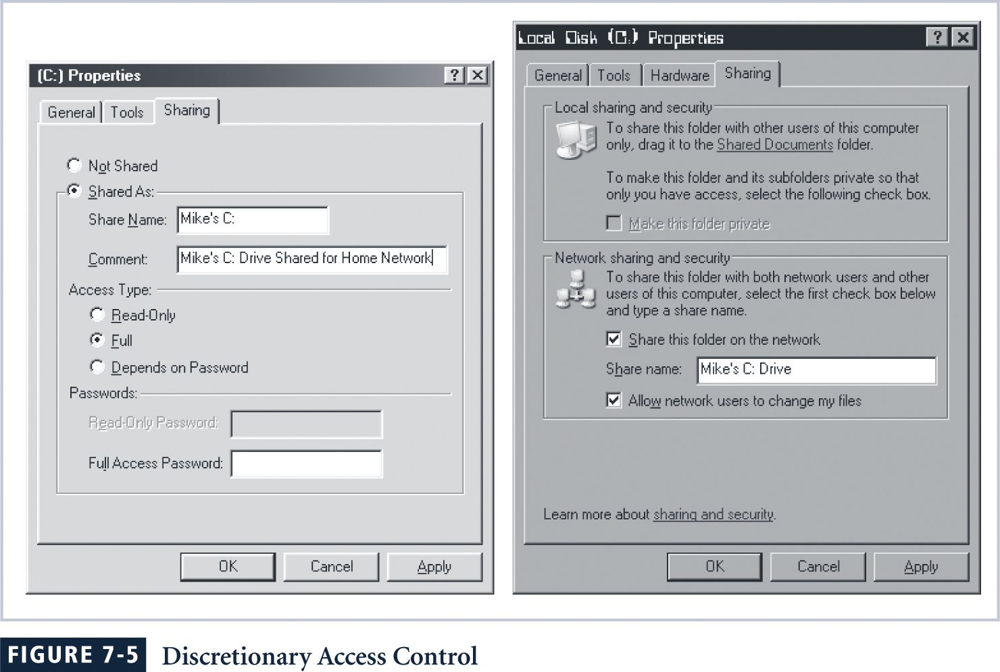 (C:) Properties
? X
General Tools Sharing
Not Shared
Shared As:
Share Name: Mike's C:
Comment: Mike's C: Drive Shared for Home Network
Access Type:
Read-Only
Full
Depends on Password
Passwords:
Read-Only Password:
Full Access Password:
OK Cancel Apply
Local Disk (C:) Properties
? X
General Tools Hardware Sharing
Local sharing and security
To share this folder with other users of this computer
only, drag it to the Shared Documents folder.
To make this folder and its subfolders private so that
only you have access, select the following check box.
Make this folder private
Network sharing and security
To share this folder with both network users and other
users of this computer, select the first check box below
and type a share name.
Share this folder on the network
Share name: Mike's C: Drive
Allow network users to change my files
Learn more about sharing and security.
OK Cancel Apply
FIGURE 7-5 Discretionary Access Control